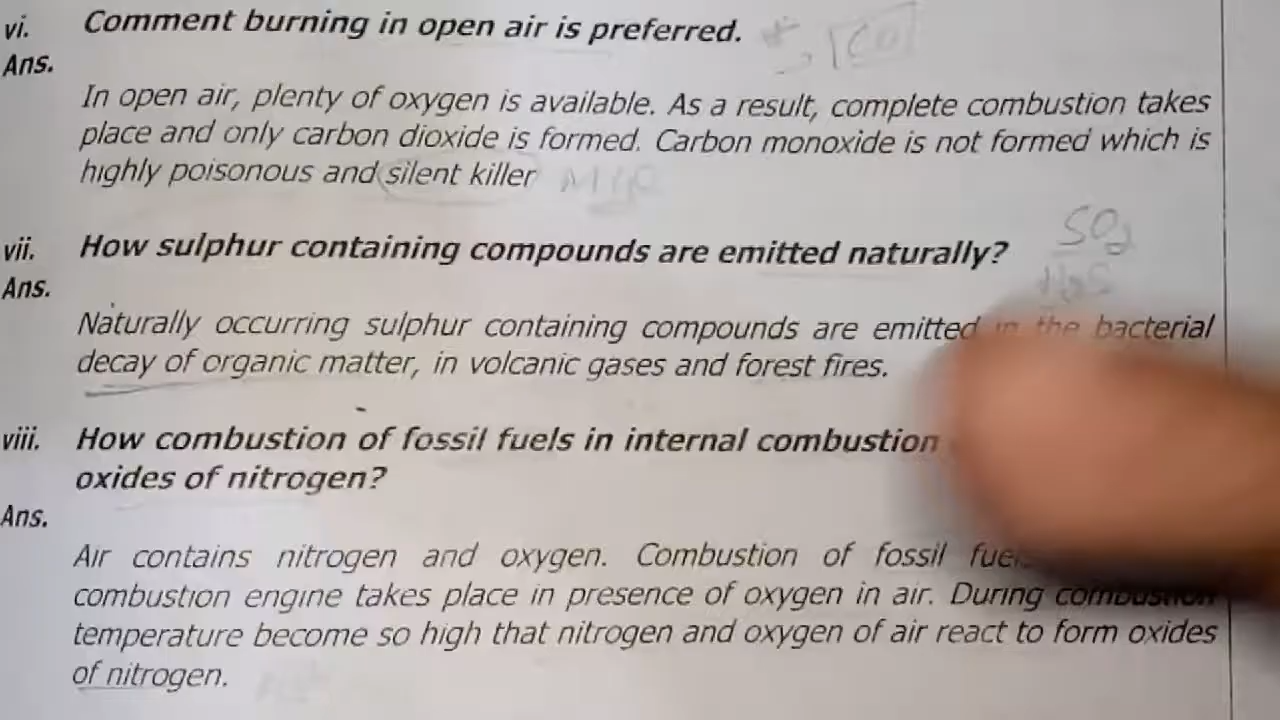 vi. Comment burning in open air is preferred.
Ans.
In open air, plenty of oxygen is available. As a result, complete combustion takes
place and only carbon dioxide is formed. Carbon monoxide is not formed which is
highly poisonous and silent killer
SO2
vii. How sulphur containing compounds are emitted naturally?
H2S
Ans.
Naturally occurring sulphur containing compounds are emitted in the bacterial
decay of organic matter, in volcanic gases and forest fires.
viii. How combustion of fossil fuels in internal combustion
oxides of nitrogen?
Ans.
Air contains nitrogen and oxygen. Combustion of fossil
combustion engine takes place in presence of oxygen in air. During combustion
temperature become so high that nitrogen and oxygen of air react to form oxides
of nitrogen.